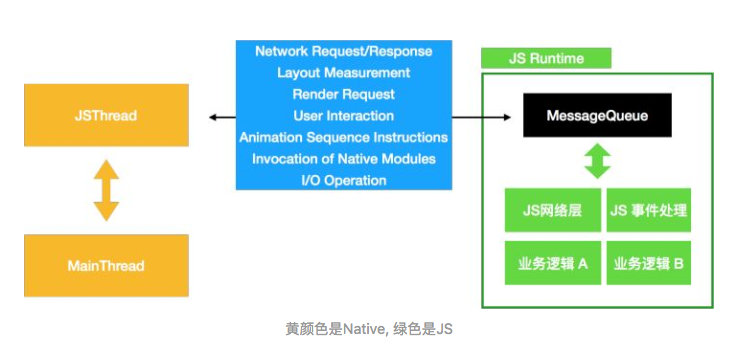 JSThread
MainThread
Network Request/Response
Layout Measurement
Render Request
User Interaction
Animation Sequence Instructions
Invocation of Native Modules
I/O Operation
JS Runtime
MessageQueue
JS网络层
JS 事件处理
业务逻辑 A
业务逻辑 B
黄颜色是Native, 绿色是JS